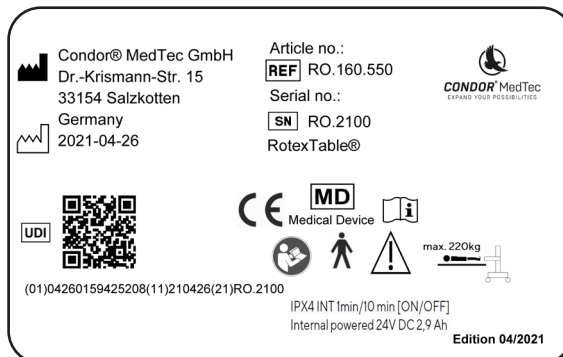 Condor® MedTec GmbH
Dr.-Krismann-Str. 15
33154 Salzkotten
Germany
2021-04-26
Article no.:
REF RO.160.550
Serial no.:
SN RO.2100
RotexTable®
CONDOR® MedTec
EXPAND YOUR POSSIBILITIES
UDI
(01)04260159425208(11)210426(21)RO.2100
CE
MD
Medical Device
i
max. 220kg
IPX4 INT 1min/10 min [ON/OFF]
Internal powered 24V DC 2,9 Ah
Edition 04/2021